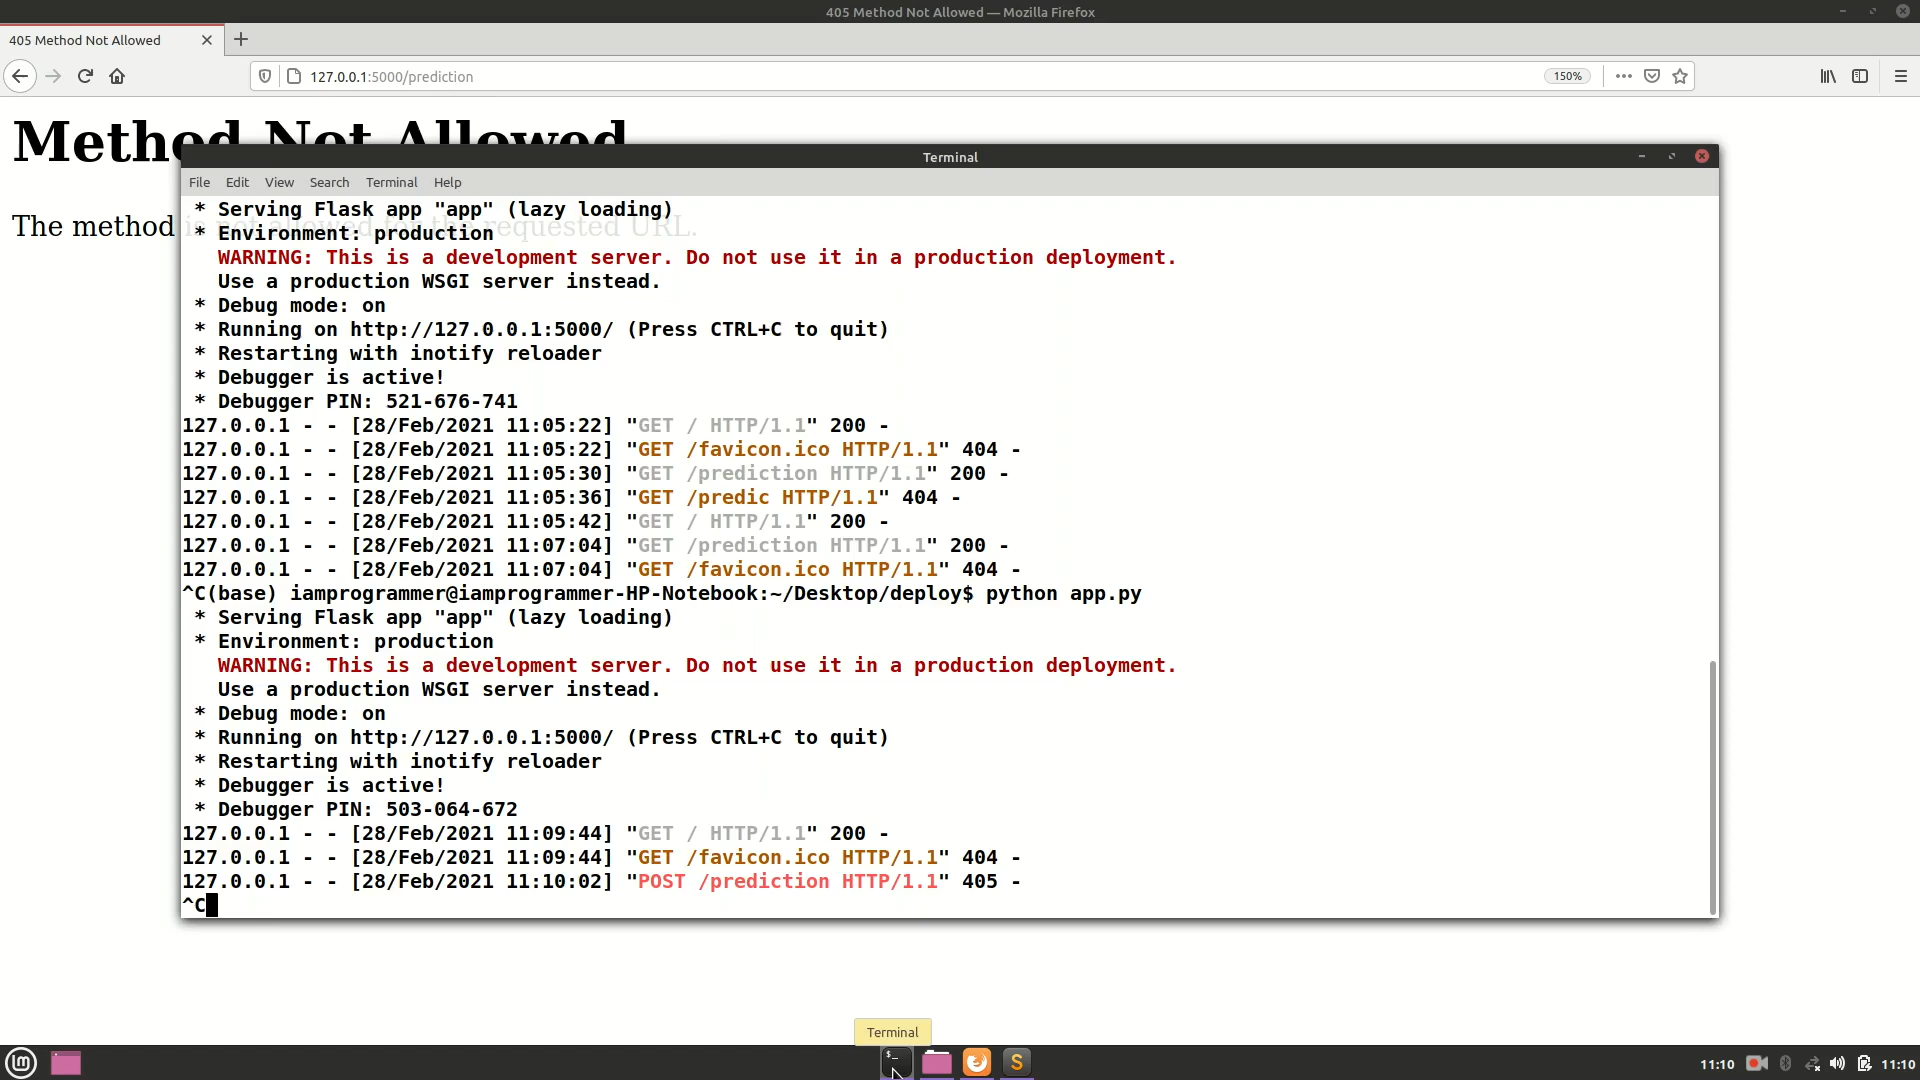 405 Method Not Allowed — Mozilla Firefox
405 Method Not Allowed
127.0.0.1:5000/prediction
150%
Method Not Allowed
The method is not allowed for the requested URL.
Terminal
File Edit View Search Terminal Help
* Serving Flask app "app" (lazy loading)
* Environment: production
WARNING: This is a development server. Do not use it in a production deployment.
Use a production WSGI server instead.
* Debug mode: on
* Running on http://127.0.0.1:5000/ (Press CTRL+C to quit)
* Restarting with inotify reloader
* Debugger is active!
* Debugger PIN: 521-676-741
127.0.0.1 - - [28/Feb/2021 11:05:22] "GET / HTTP/1.1" 200 -
127.0.0.1 - - [28/Feb/2021 11:05:22] "GET /favicon.ico HTTP/1.1" 404 -
127.0.0.1 - - [28/Feb/2021 11:05:30] "GET /prediction HTTP/1.1" 200 -
127.0.0.1 - - [28/Feb/2021 11:05:36] "GET /predic HTTP/1.1" 404 -
127.0.0.1 - - [28/Feb/2021 11:05:42] "GET / HTTP/1.1" 200 -
127.0.0.1 - - [28/Feb/2021 11:07:04] "GET /prediction HTTP/1.1" 200 -
127.0.0.1 - - [28/Feb/2021 11:07:04] "GET /favicon.ico HTTP/1.1" 404 -
^C(base) iamprogrammer@iamprogrammer-HP-Notebook:~/Desktop/deploy$ python app.py
* Serving Flask app "app" (lazy loading)
* Environment: production
WARNING: This is a development server. Do not use it in a production deployment.
Use a production WSGI server instead.
* Debug mode: on
* Running on http://127.0.0.1:5000/ (Press CTRL+C to quit)
* Restarting with inotify reloader
* Debugger is active!
* Debugger PIN: 503-064-672
127.0.0.1 - - [28/Feb/2021 11:09:44] "GET / HTTP/1.1" 200 -
127.0.0.1 - - [28/Feb/2021 11:09:44] "GET /favicon.ico HTTP/1.1" 404 -
127.0.0.1 - - [28/Feb/2021 11:10:02] "POST /prediction HTTP/1.1" 405 -
^C
Terminal
11:10 11:10